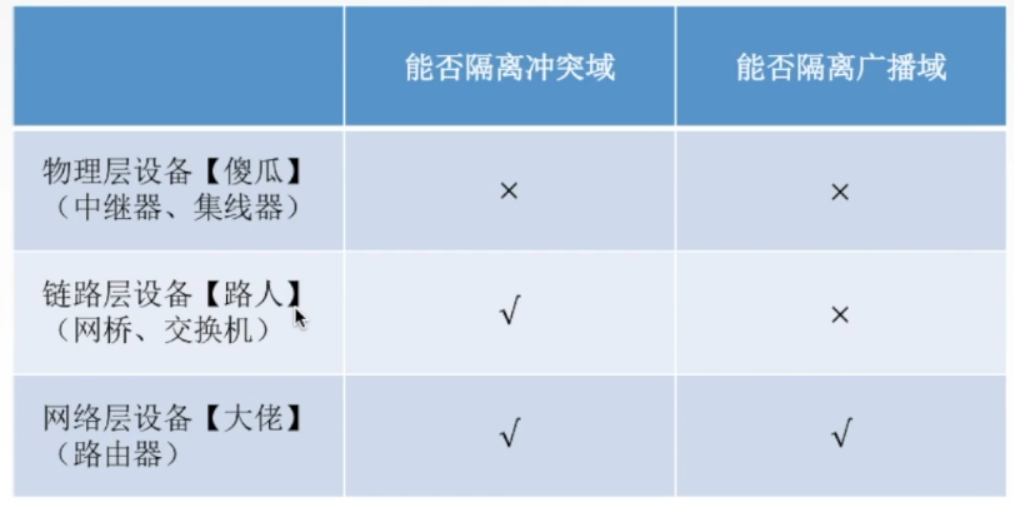 能否隔离冲突域
能否隔离广播域
物理层设备【傻瓜】
（中继器、集线器）
×
×
链路层设备【路人】
（网桥、交换机）
√
×
网络层设备【大佬】
（路由器）
√
√